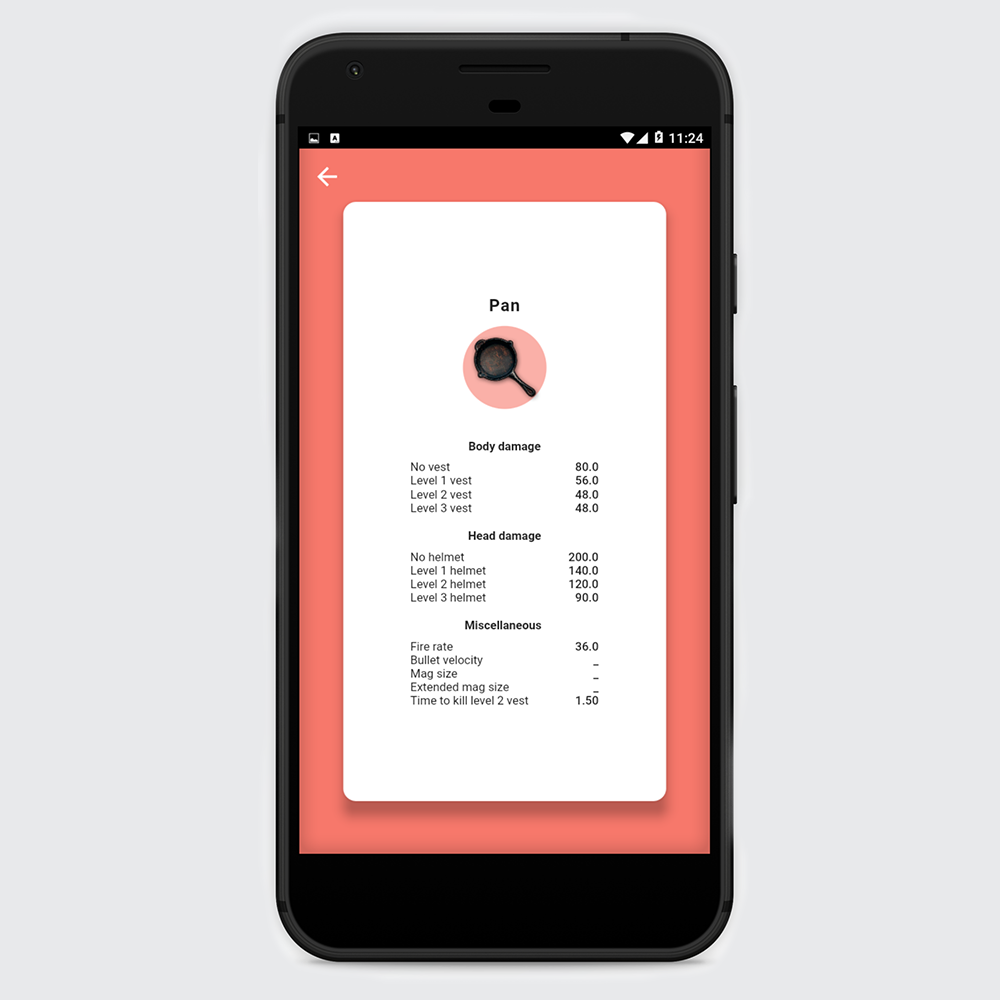 11:24
Pan
Body damage
No vest 80.0
Level 1 vest 56.0
Level 2 vest 48.0
Level 3 vest 48.0
Head damage
No helmet 200.0
Level 1 helmet 140.0
Level 2 helmet 120.0
Level 3 helmet 90.0
Miscellaneous
Fire rate 36.0
Bullet velocity _
Mag size _
Extended mag size _
Time to kill level 2 vest 1.50